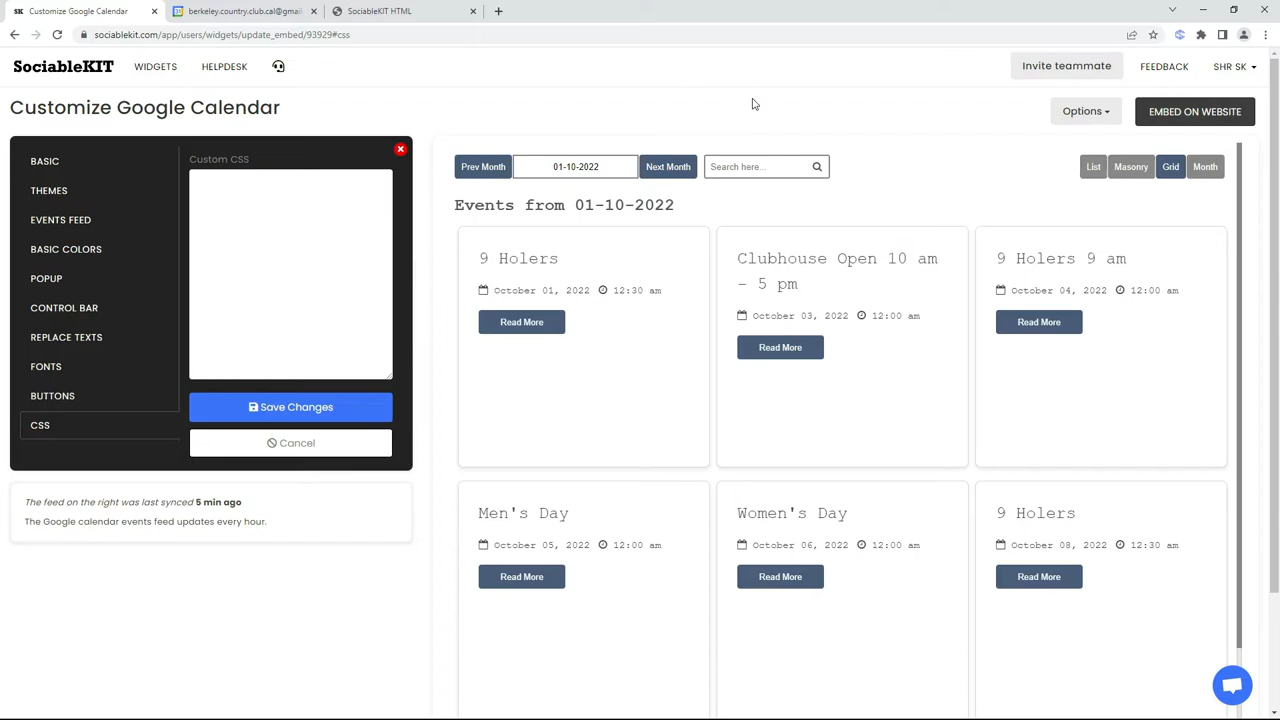 SK Customize Google Calendar
berkeley.country.club.cal@gmai
SociableKIT HTML
sociablekit.com/app/users/widgets/update_embed/93929#css
SociableKIT
WIDGETS
HELPDESK
Invite teammate
FEEDBACK
SHR SK
Customize Google Calendar
Options
EMBED ON WEBSITE
BASIC
THEMES
EVENTS FEED
BASIC COLORS
POPUP
CONTROL BAR
REPLACE TEXTS
FONTS
BUTTONS
CSS
Custom CSS
Save Changes
Cancel
The feed on the right was last synced 5 min ago
The Google calendar events feed updates every hour.
Prev Month
01-10-2022
Next Month
Search here...
List
Masonry
Grid
Month
Events from 01-10-2022
9 Holers
October 01, 2022 12:30 am
Read More
Clubhouse Open 10 am
– 5 pm
October 03, 2022 12:00 am
Read More
9 Holers 9 am
October 04, 2022 12:00 am
Read More
Men's Day
October 05, 2022 12:00 am
Read More
Women's Day
October 06, 2022 12:00 am
Read More
9 Holers
October 08, 2022 12:30 am
Read More